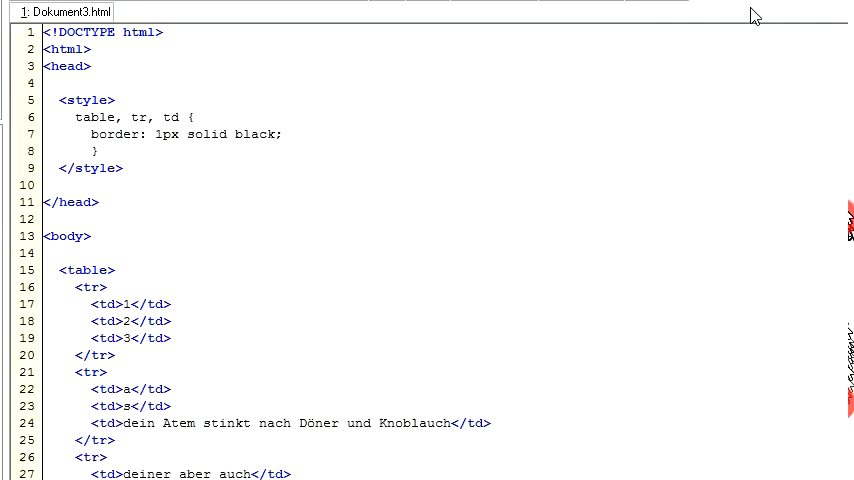 1: Dokument3.html
1 <!DOCTYPE html>
2 <html>
3 <head>
4
5 <style>
6 table, tr, td {
7 border: 1px solid black;
8 }
9 </style>
10
11 </head>
12
13 <body>
14
15 <table>
16 <tr>
17 <td>1</td>
18 <td>2</td>
19 <td>3</td>
20 </tr>
21 <tr>
22 <td>a</td>
23 <td>s</td>
24 <td>dein Atem stinkt nach Döner und Knoblauch</td>
25 </tr>
26 <tr>
27 <td>deiner aber auch</td>